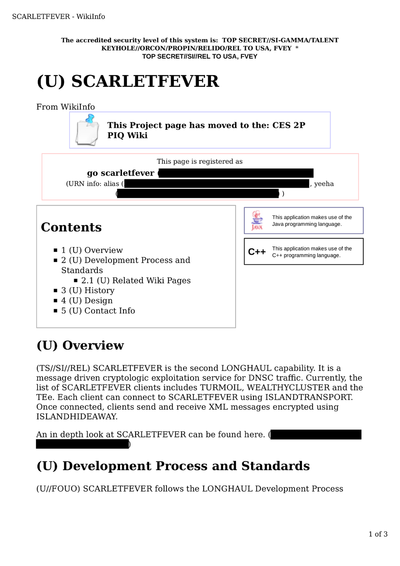 SCARLETFEVER - WikiInfo
The accredited security level of this system is: TOP SECRET//SI-GAMMA/TALENT
KEYHOLE//ORCON/PROPIN/RELIDO/REL TO USA, FVEY *
TOP SECRET//SI//REL TO USA, FVEY
(U) SCARLETFEVER
From WikiInfo
This Project page has moved to the: CES 2P
PIQ Wiki
This page is registered as
go scarletfever (
(URN info: alias ( , yeeha
( )
Contents
■ 1 (U) Overview
■ 2 (U) Development Process and
Standards
■ 2.1 (U) Related Wiki Pages
■ 3 (U) History
■ 4 (U) Design
■ 5 (U) Contact Info
Java
This application makes use of the
Java programming language.
C++
This application makes use of the
C++ programming language.
(U) Overview
(TS//SI//REL) SCARLETFEVER is the second LONGHAUL capability. It is a
message driven cryptologic exploitation service for DNSC traffic. Currently, the
list of SCARLETFEVER clients includes TURMOIL, WEALTHYCLUSTER and the
TEe. Each client can connect to SCARLETFEVER using ISLANDTRANSPORT.
Once connected, clients send and receive XML messages encrypted using
ISLANDHIDEAWAY.
An in depth look at SCARLETFEVER can be found here. (
)
(U) Development Process and Standards
(U//FOUO) SCARLETFEVER follows the LONGHAUL Development Process
1 of 3